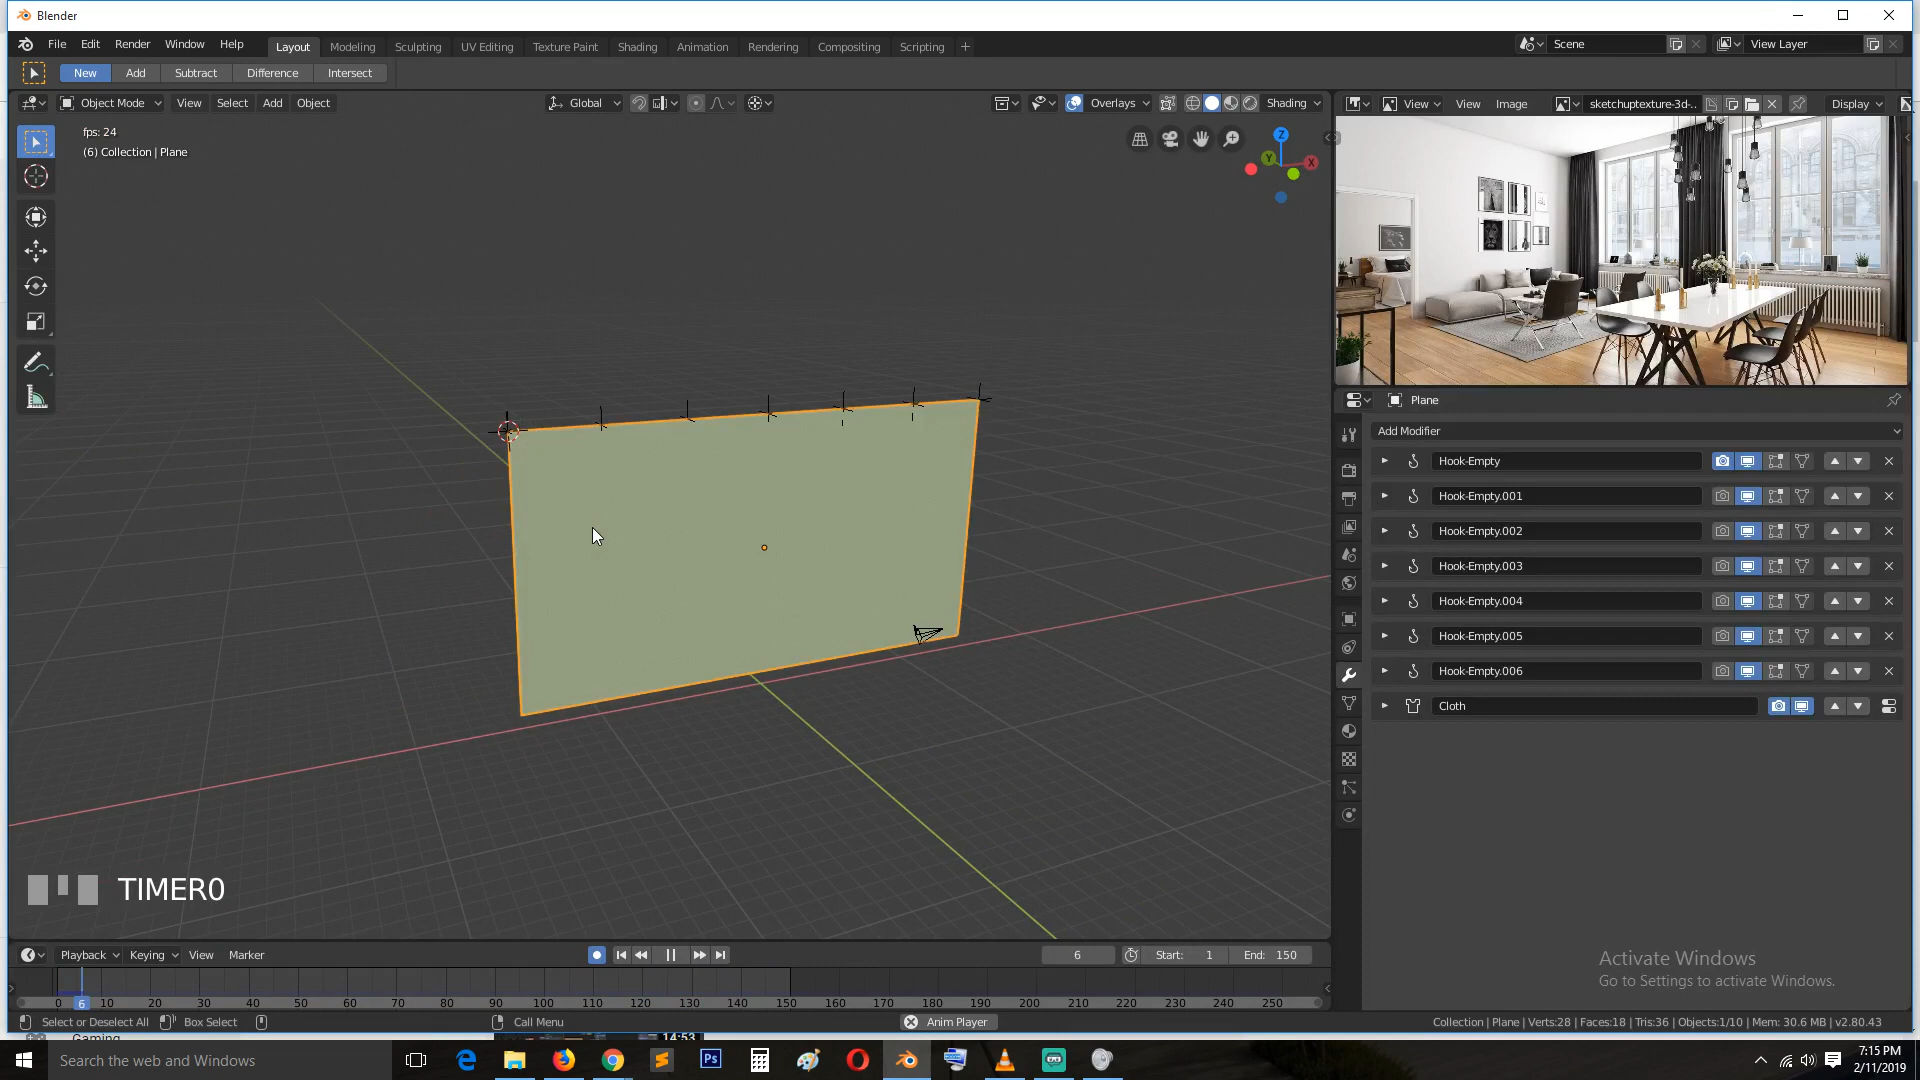 Blender
File Edit Render Window Help Layout Modeling Sculpting UV Editing Texture Paint Shading Animation Rendering Compositing Scripting + Scene View Layer
New Add Subtract Difference Intersect
Object Mode View Select Add Object Global Overlays Shading View View Image sketchuptexture-3d-.. Display
fps: 24
(6) Collection | Plane
Z
Y
X
Plane
Add Modifier
Hook-Empty
Hook-Empty.001
Hook-Empty.002
Hook-Empty.003
Hook-Empty.004
Hook-Empty.005
Hook-Empty.006
Cloth
TIMER0
Playback Keying View Marker 6 Start: 1 End: 150
0 6 10 20 30 40 50 60 70 80 90 100 110 120 130 140 150 160 170 180 190 200 210 220 230 240 250
Activate Windows
Go to Settings to activate Windows.
Select or Deselect All Box Select Call Menu Anim Player Collection | Plane | Verts:28 | Faces:18 | Tris:36 | Objects:1/10 | Mem: 30.6 MB | v2.80.43
Gaming 14:53
Search the web and Windows
Ps
7:15 PM
2/11/2019